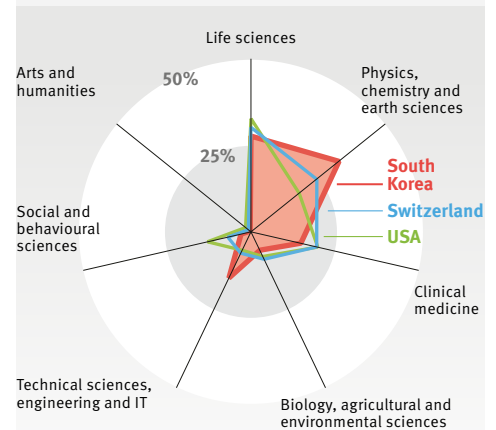 Life sciences
Arts and
humanities
50%
Physics,
chemistry and
earth sciences
25%
South
Korea
Switzerland
USA
Social and
behavioural
sciences
Clinical
medicine
Technical sciences,
engineering and IT
Biology, agricultural and
environmental sciences